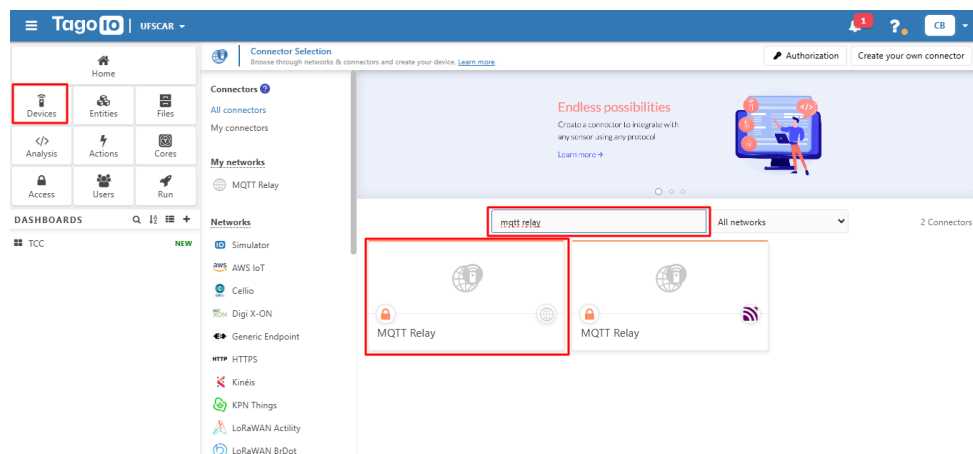 Tago IO | UFSCAR
1
?
CB
Home
Devices
Entities
Files
</>
Analysis
Actions
Cores
Access
Users
Run
DASHBOARDS
TCC
NEW
Connector Selection
Browse through networks & connectors and create your device. Learn more.
Authorization
Create your own connector
Connectors ?
All connectors
My connectors
My networks
MQTT Relay
Networks
IO Simulator
aws AWS IoT
Cellio
Digi X-ON
Generic Endpoint
HTTP HTTPS
Kinéis
KPN Things
LoRaWAN Actility
LoRaWAN BrDot
Endless possibilities
Create a connector to integrate with
any sensor using any protocol
Learn more →
</>
mqtt relay
All networks
2 Connectors
MQTT Relay
MQTT Relay